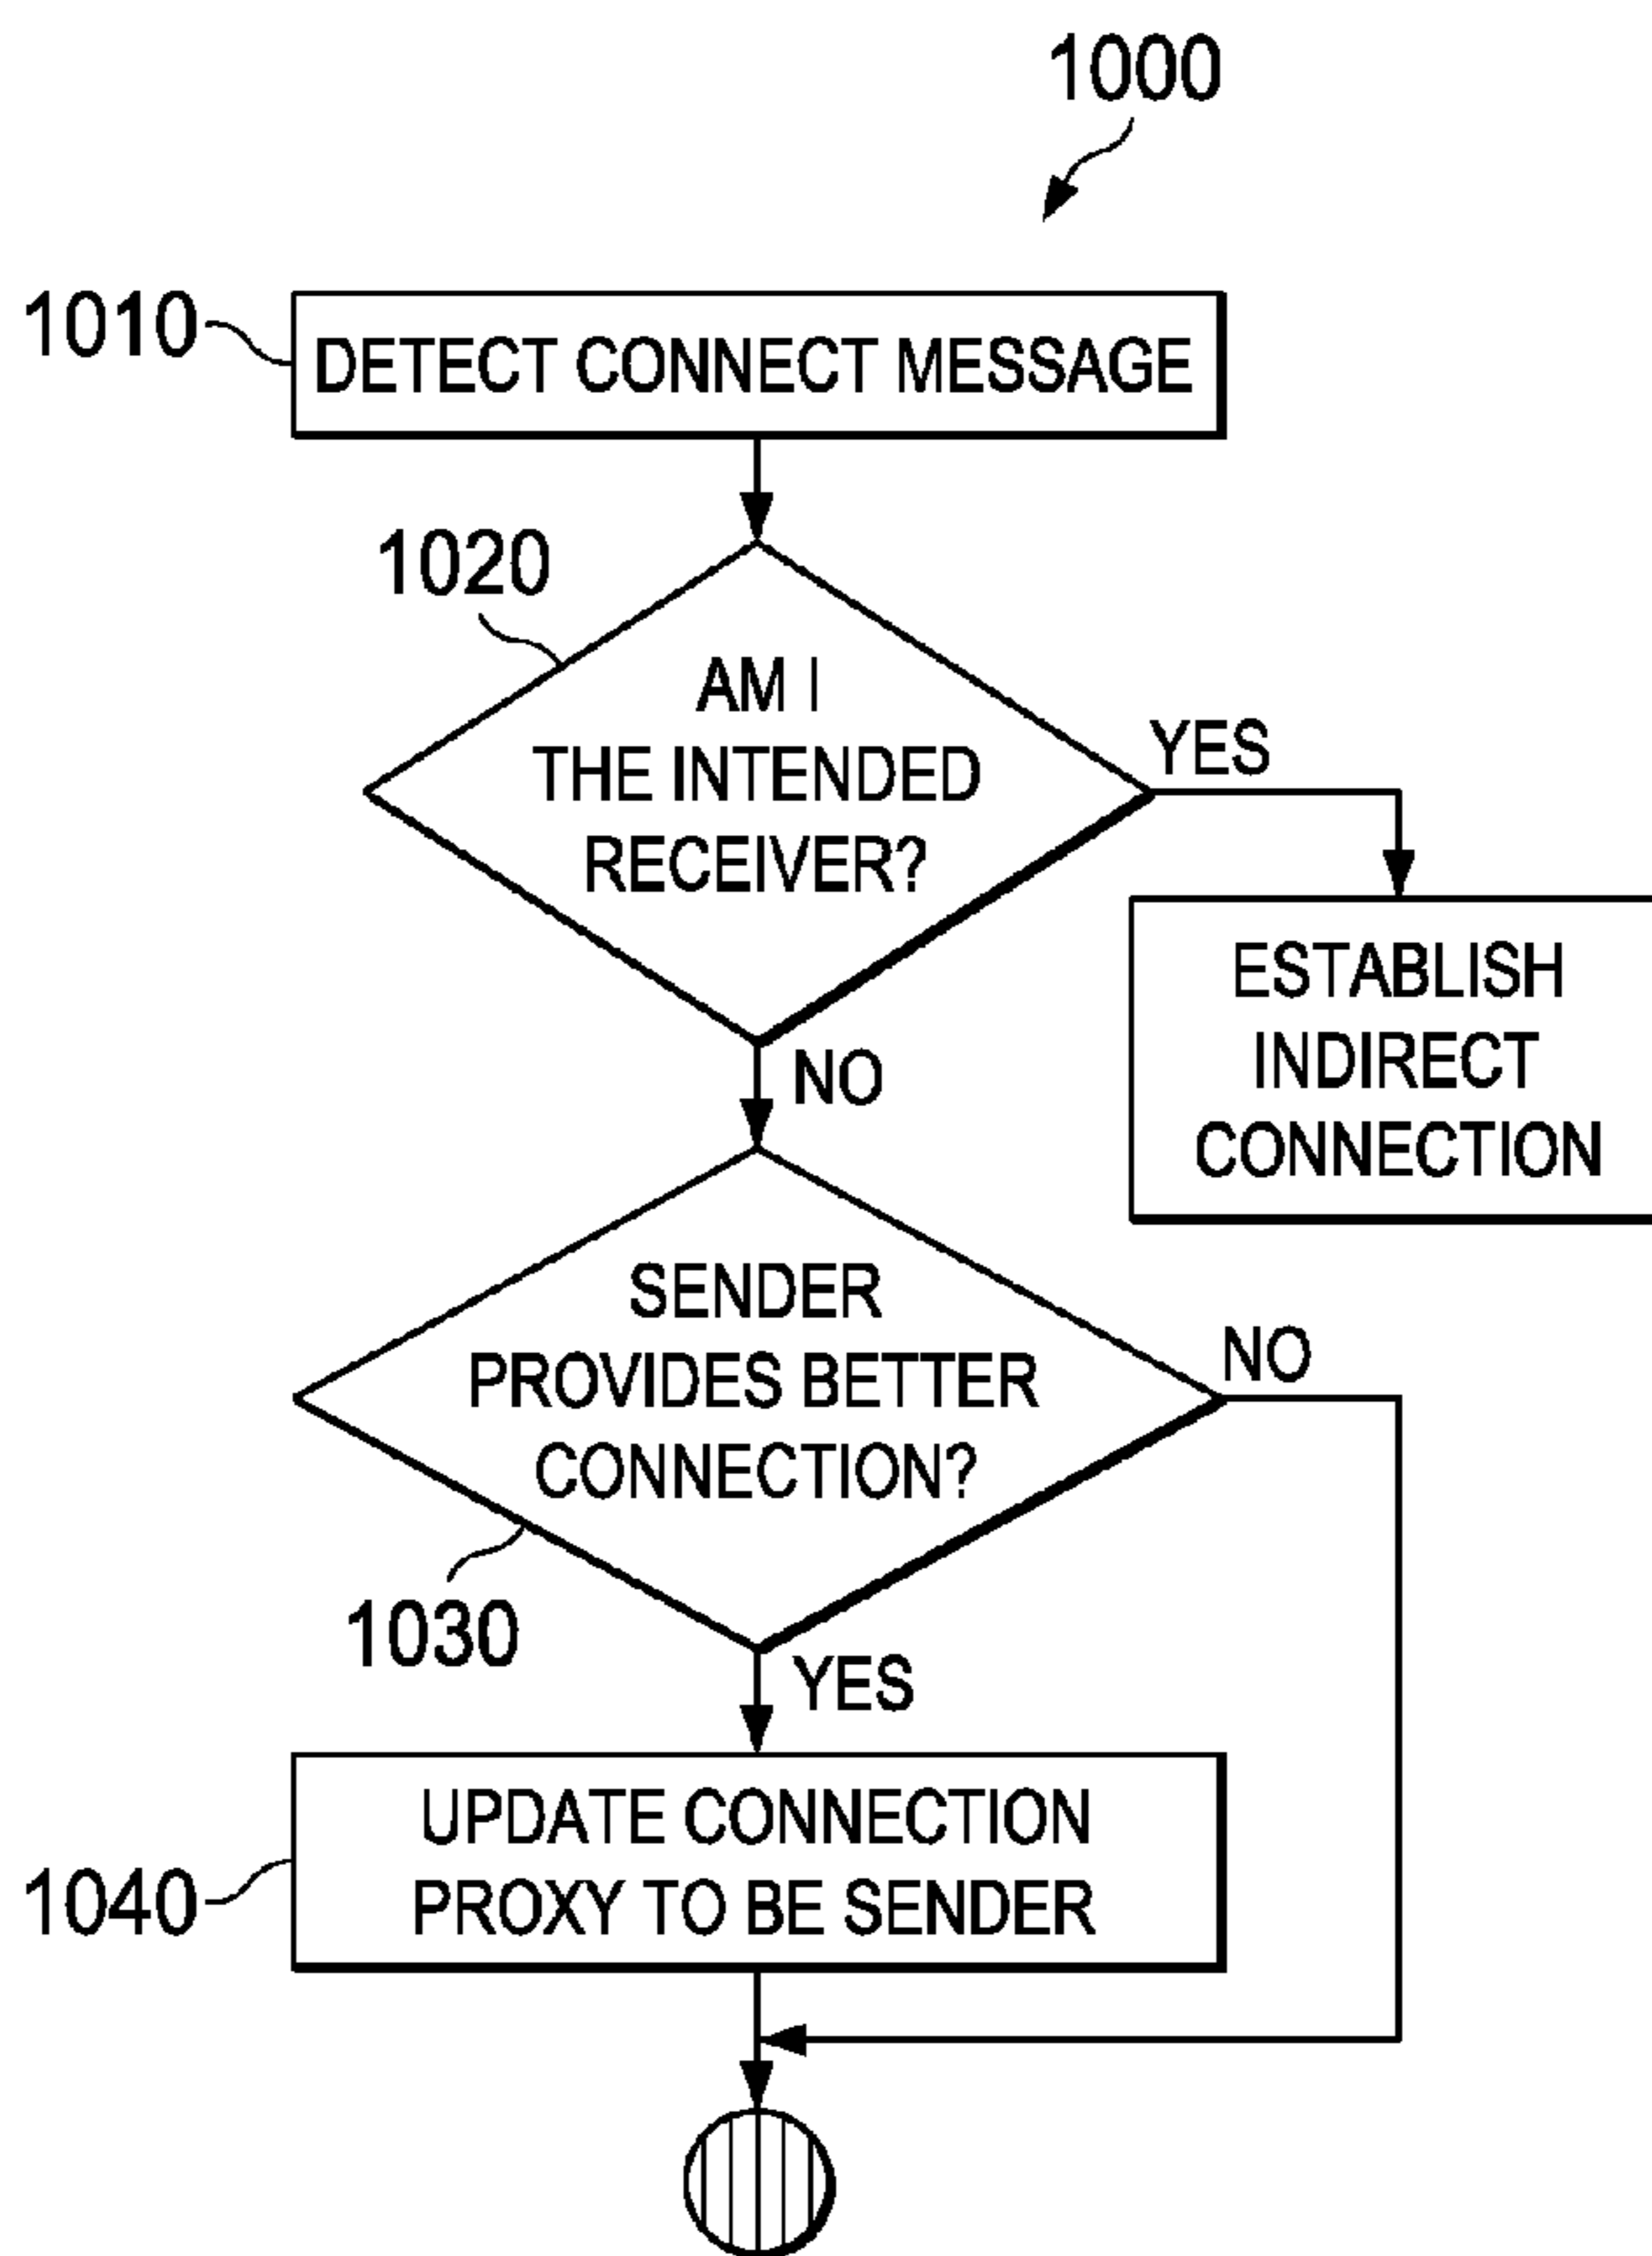 1000
1010
DETECT CONNECT MESSAGE
1020
AM I
THE INTENDED
RECEIVER?
YES
ESTABLISH
INDIRECT
CONNECTION
NO
SENDER
PROVIDES BETTER
CONNECTION?
NO
1030
YES
UPDATE CONNECTION
PROXY TO BE SENDER
1040